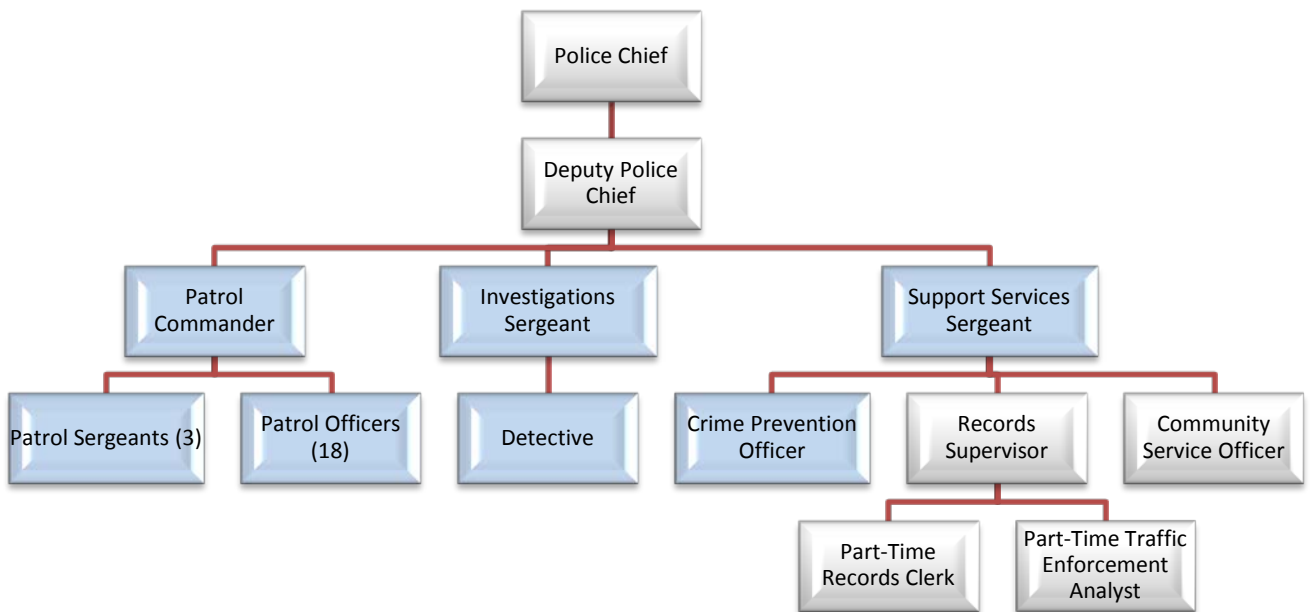 Police Chief
Deputy Police
Chief
Patrol
Commander
Investigations
Sergeant
Support Services
Sergeant
Patrol Sergeants (3)
Patrol Officers
(18)
Detective
Crime Prevention
Officer
Records
Supervisor
Community
Service Officer
Part-Time
Records Clerk
Part-Time Traffic
Enforcement
Analyst